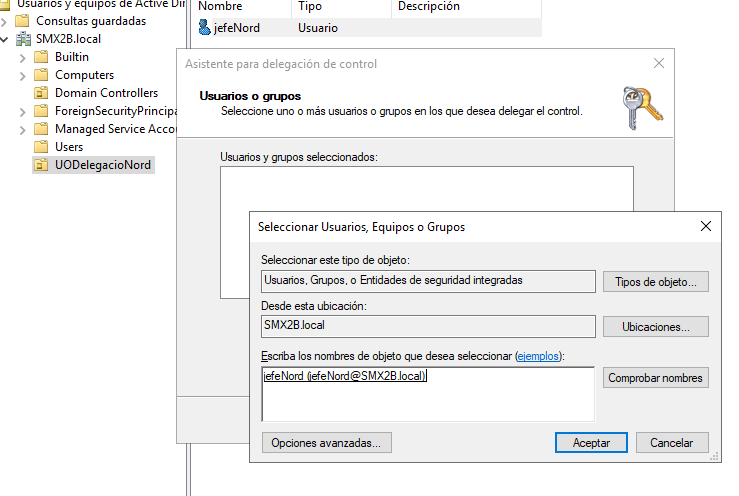 Usuarios y equipos de Active Dire
Consultas guardadas
SMX2B.local
Builtin
Computers
Domain Controllers
ForeignSecurityPrincipa
Managed Service Accou
Users
UODelegacioNord
Nombre Tipo Descripción
jefeNord Usuario
Asistente para delegación de control
Usuarios o grupos
Seleccione uno o más usuarios o grupos en los que desea delegar el control.
Usuarios y grupos seleccionados:
Seleccionar Usuarios, Equipos o Grupos
Seleccionar este tipo de objeto:
Usuarios, Grupos, o Entidades de seguridad integradas
Tipos de objeto...
Desde esta ubicación:
SMX2B.local
Ubicaciones...
Escriba los nombres de objeto que desea seleccionar (ejemplos):
jefeNord (jefeNord@SMX2B.local)
Comprobar nombres
Opciones avanzadas...
Aceptar
Cancelar